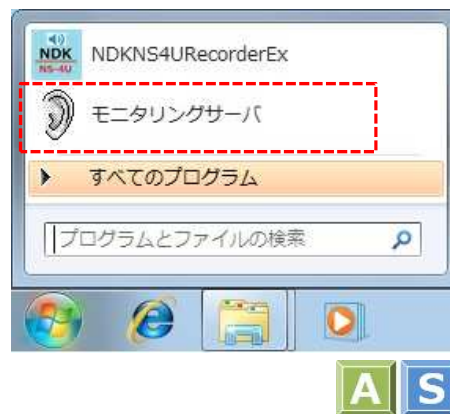 NDK
NS-4U
NDKNS4URecorderEx
モニタリングサーバ
すべてのプログラム
プログラムとファイルの検索
A S